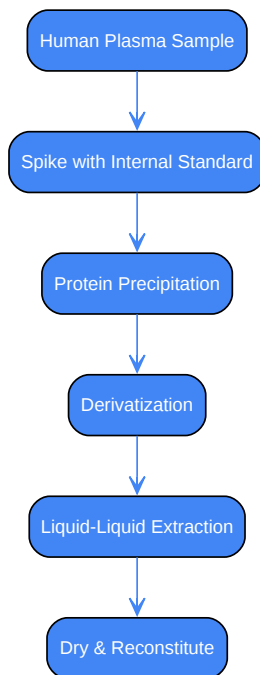 Human Plasma Sample
Spike with Internal Standard
Protein Precipitation
Derivatization
Liquid-Liquid Extraction
Dry & Reconstitute